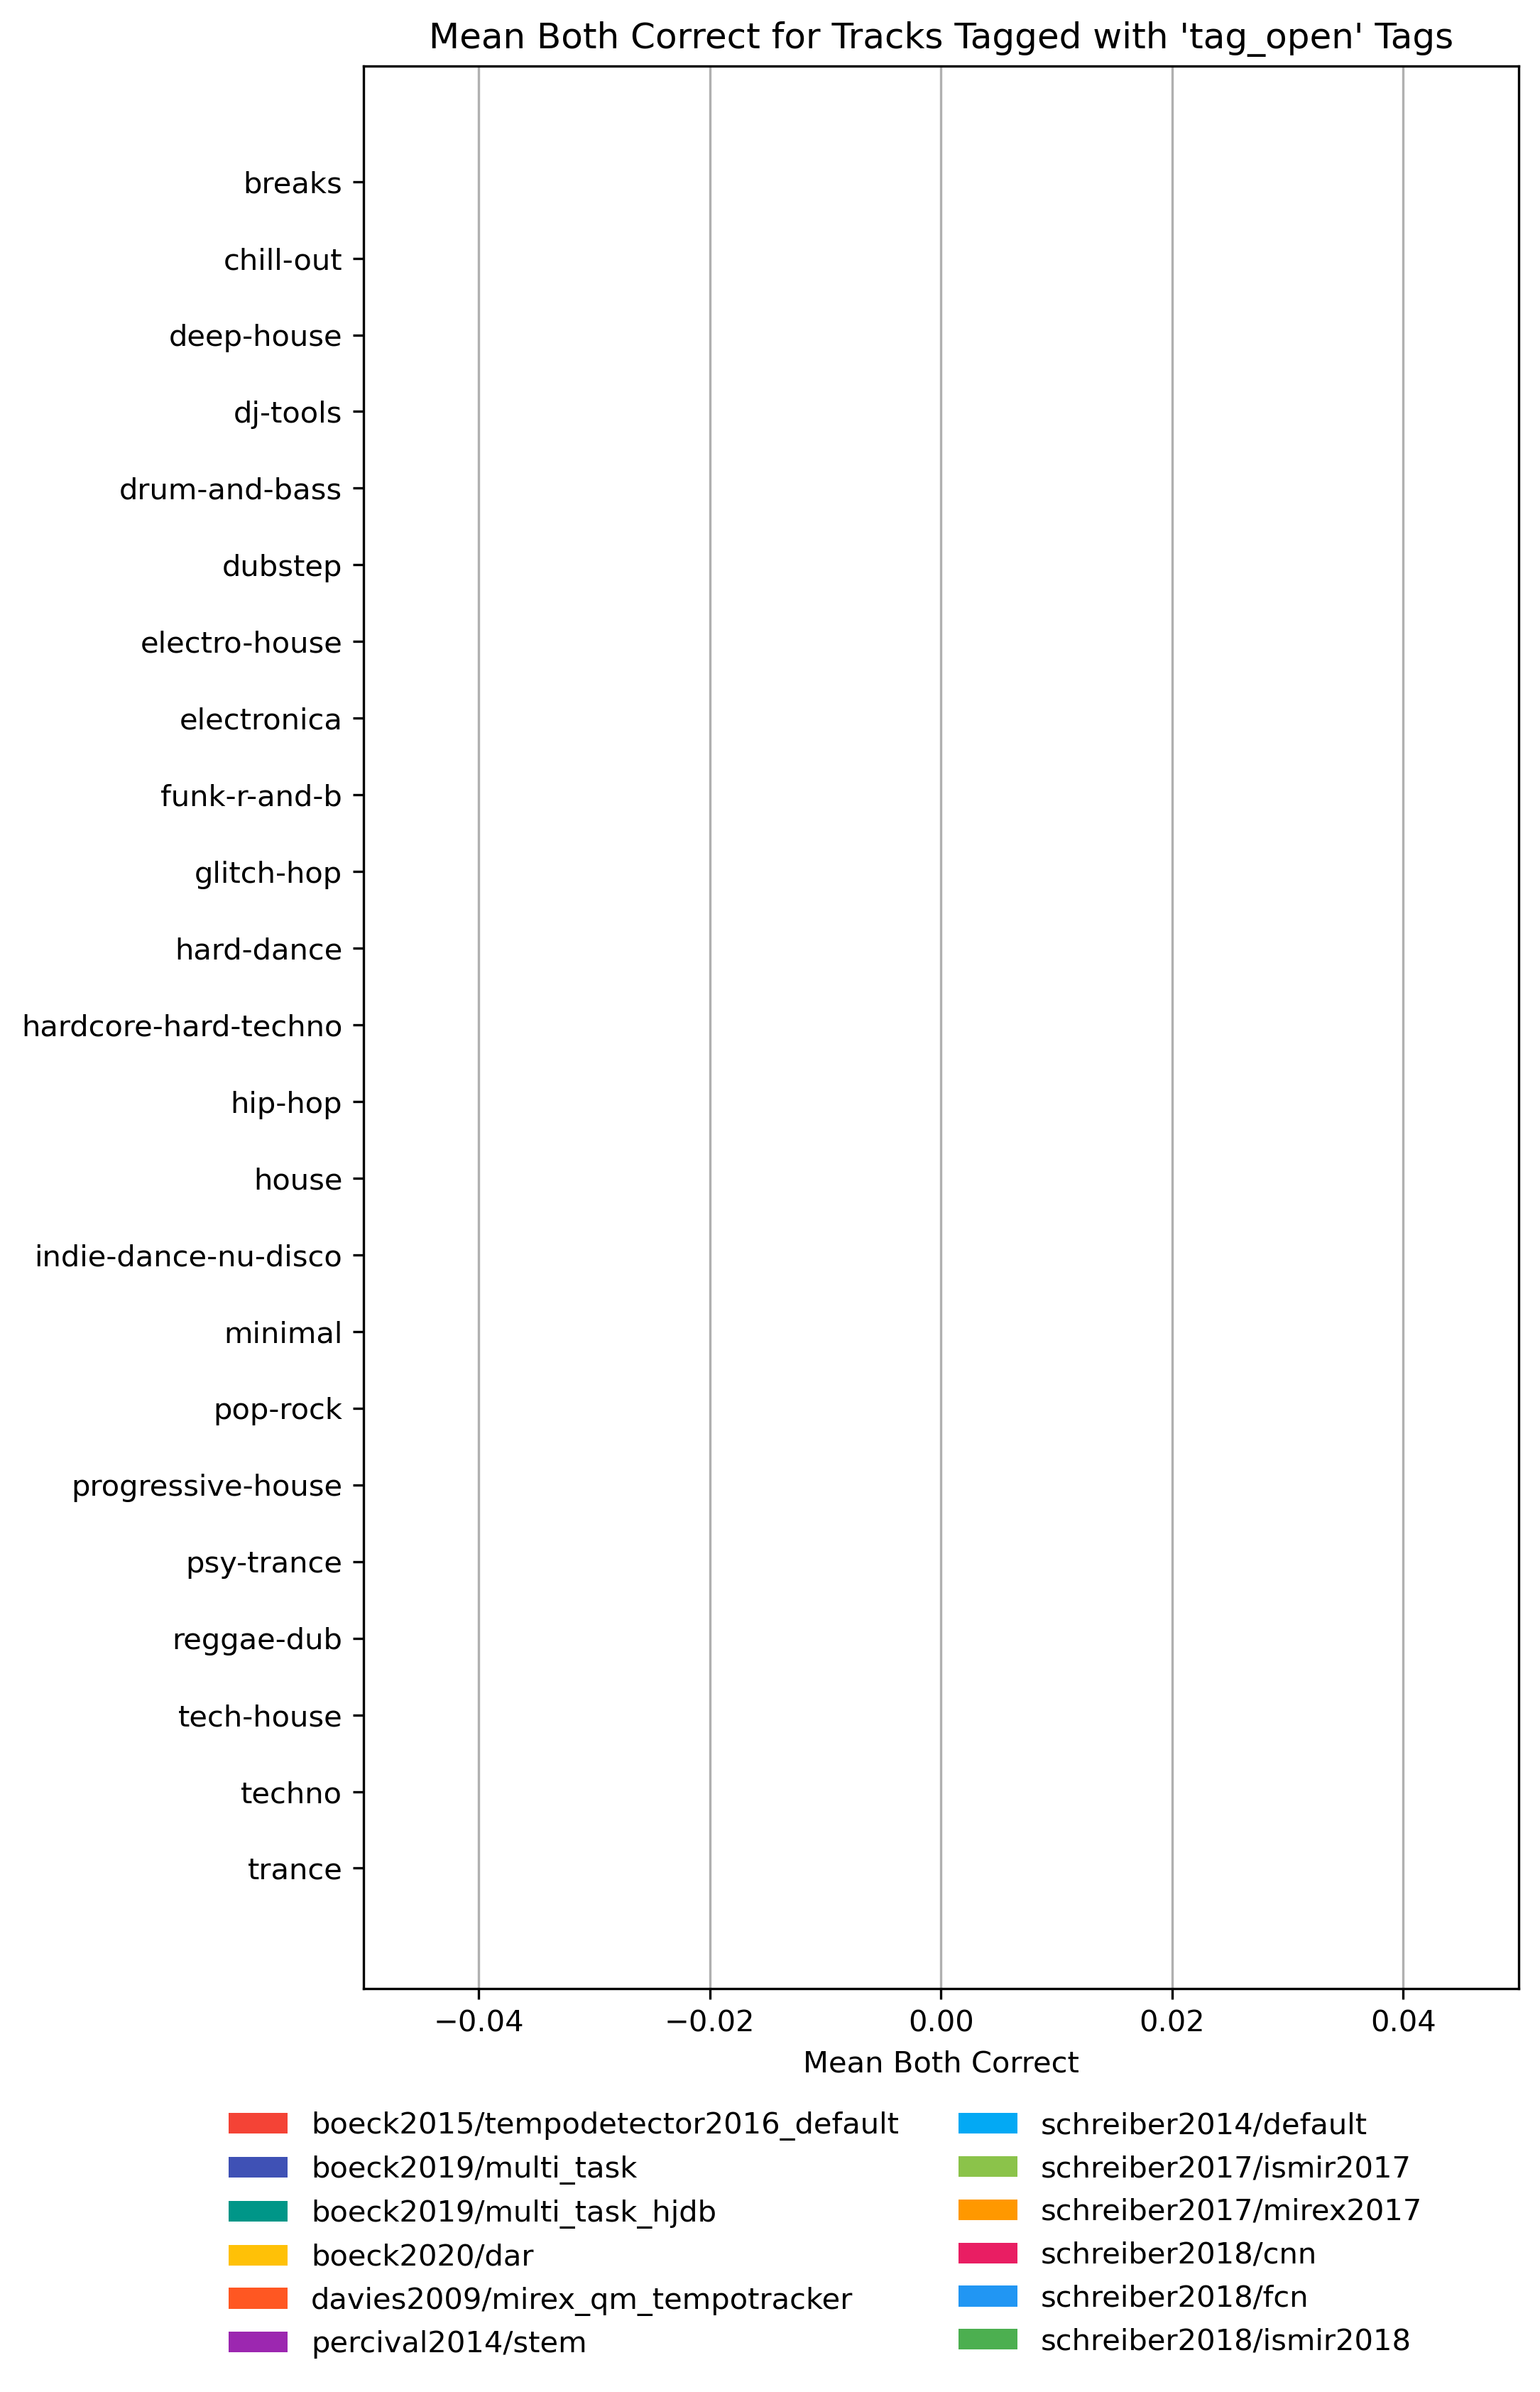 Mean Both Correct for Tracks Tagged with 'tag_open' Tags
breaks
chill-out
deep-house
dj-tools
drum-and-bass
dubstep
electro-house
electronica
funk-r-and-b
glitch-hop
hard-dance
hardcore-hard-techno
hip-hop
house
indie-dance-nu-disco
minimal
pop-rock
progressive-house
psy-trance
reggae-dub
tech-house
techno
trance
−0.04 −0.02 0.00 0.02 0.04
Mean Both Correct
boeck2015/tempodetector2016_default
boeck2019/multi_task
boeck2019/multi_task_hjdb
boeck2020/dar
davies2009/mirex_qm_tempotracker
percival2014/stem
schreiber2014/default
schreiber2017/ismir2017
schreiber2017/mirex2017
schreiber2018/cnn
schreiber2018/fcn
schreiber2018/ismir2018